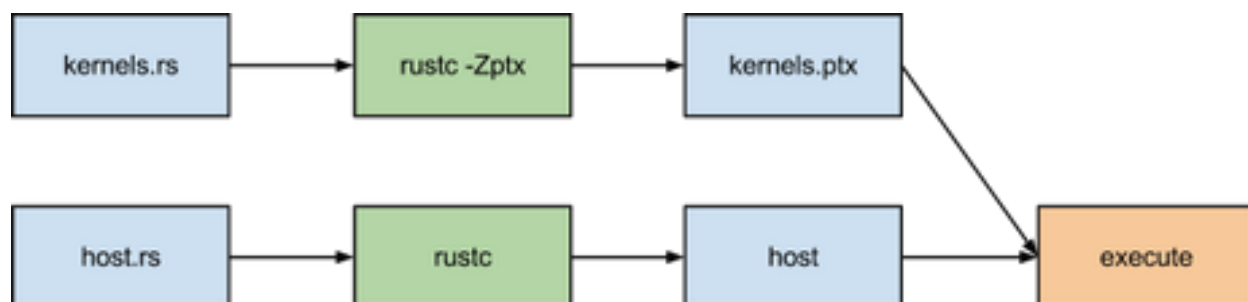 kernels.rs
rustc -Zptx
kernels.ptx
host.rs
rustc
host
execute